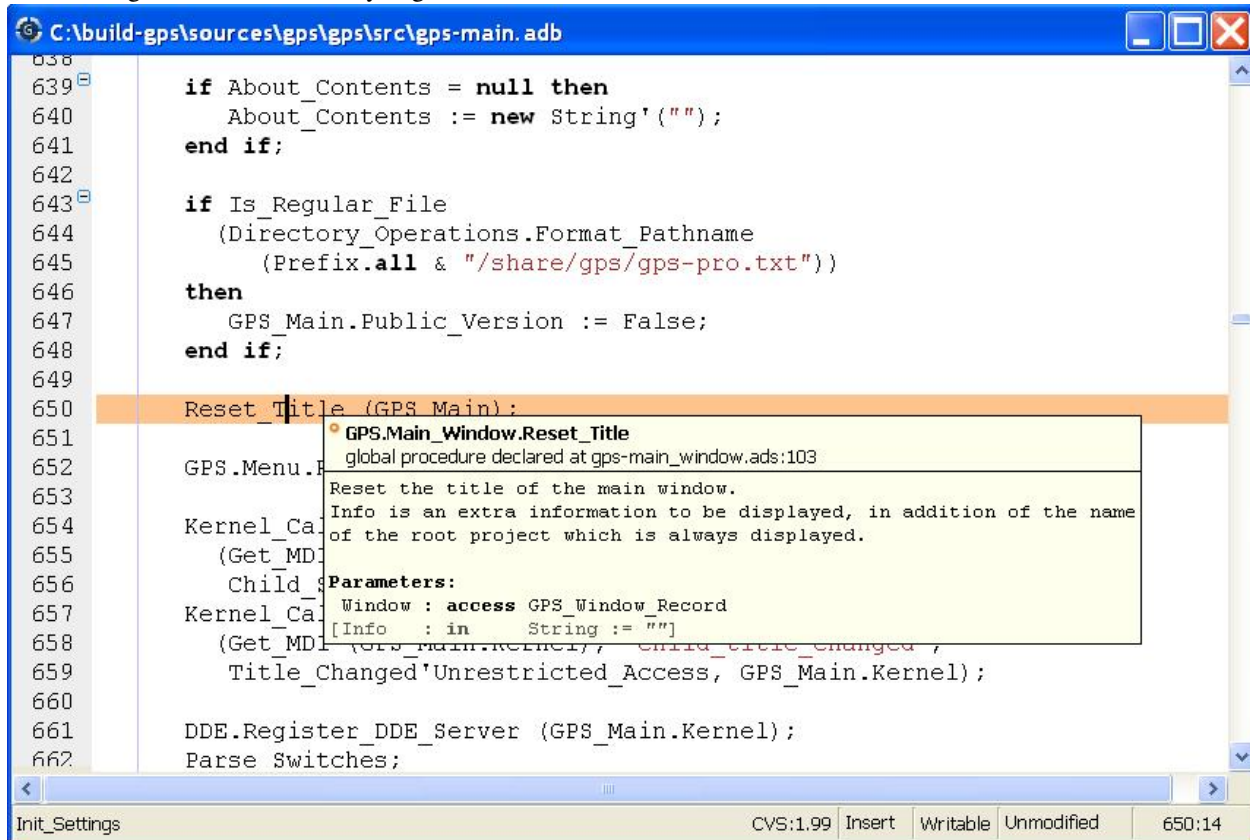 C:\build-gps\sources\gps\gps\src\gps-main.adb
638
639 if About_Contents = null then
640 About_Contents := new String'("");
641 end if;
642
643 if Is_Regular_File
644 (Directory_Operations.Format_Pathname
645 (Prefix.all & "/share/gps/gps-pro.txt"))
646 then
647 GPS_Main.Public_Version := False;
648 end if;
649
650 Reset_Title (GPS_Main);
651
GPS.Main_Window.Reset_Title
global procedure declared at gps-main_window.ads:103
652 GPS.Menu.
653
Reset the title of the main window.
Info is an extra information to be displayed, in addition of the name
of the root project which is always displayed.
654 Kernel_Cal
655 (Get_MDI
656 Child_
Parameters:
Window : access GPS_Window_Record
[Info : in String := ""]
657 Kernel_Cal
658 (Get_MDI (GPS_Main.Kernel), "child_title_changed",
659 Title_Changed'Unrestricted_Access, GPS_Main.Kernel);
660
661 DDE.Register_DDE_Server (GPS_Main.Kernel);
662 Parse_Switches;
Init_Settings CVS:1.99 Insert Writable Unmodified 650:14